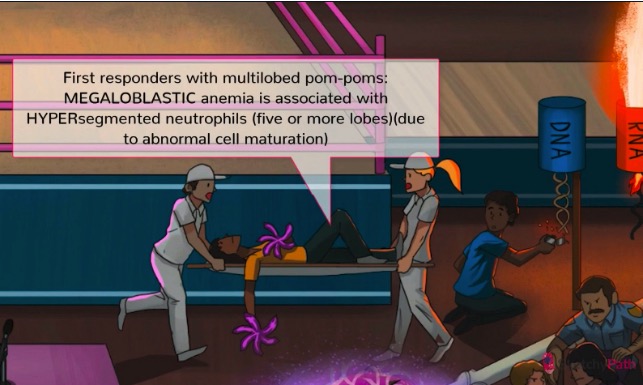 First responders with multilobed pom-poms:
MEGALOBLASTIC anemia is associated with
HYPERsegmented neutrophils (five or more lobes)(due
to abnormal cell maturation)
DNA
RNA